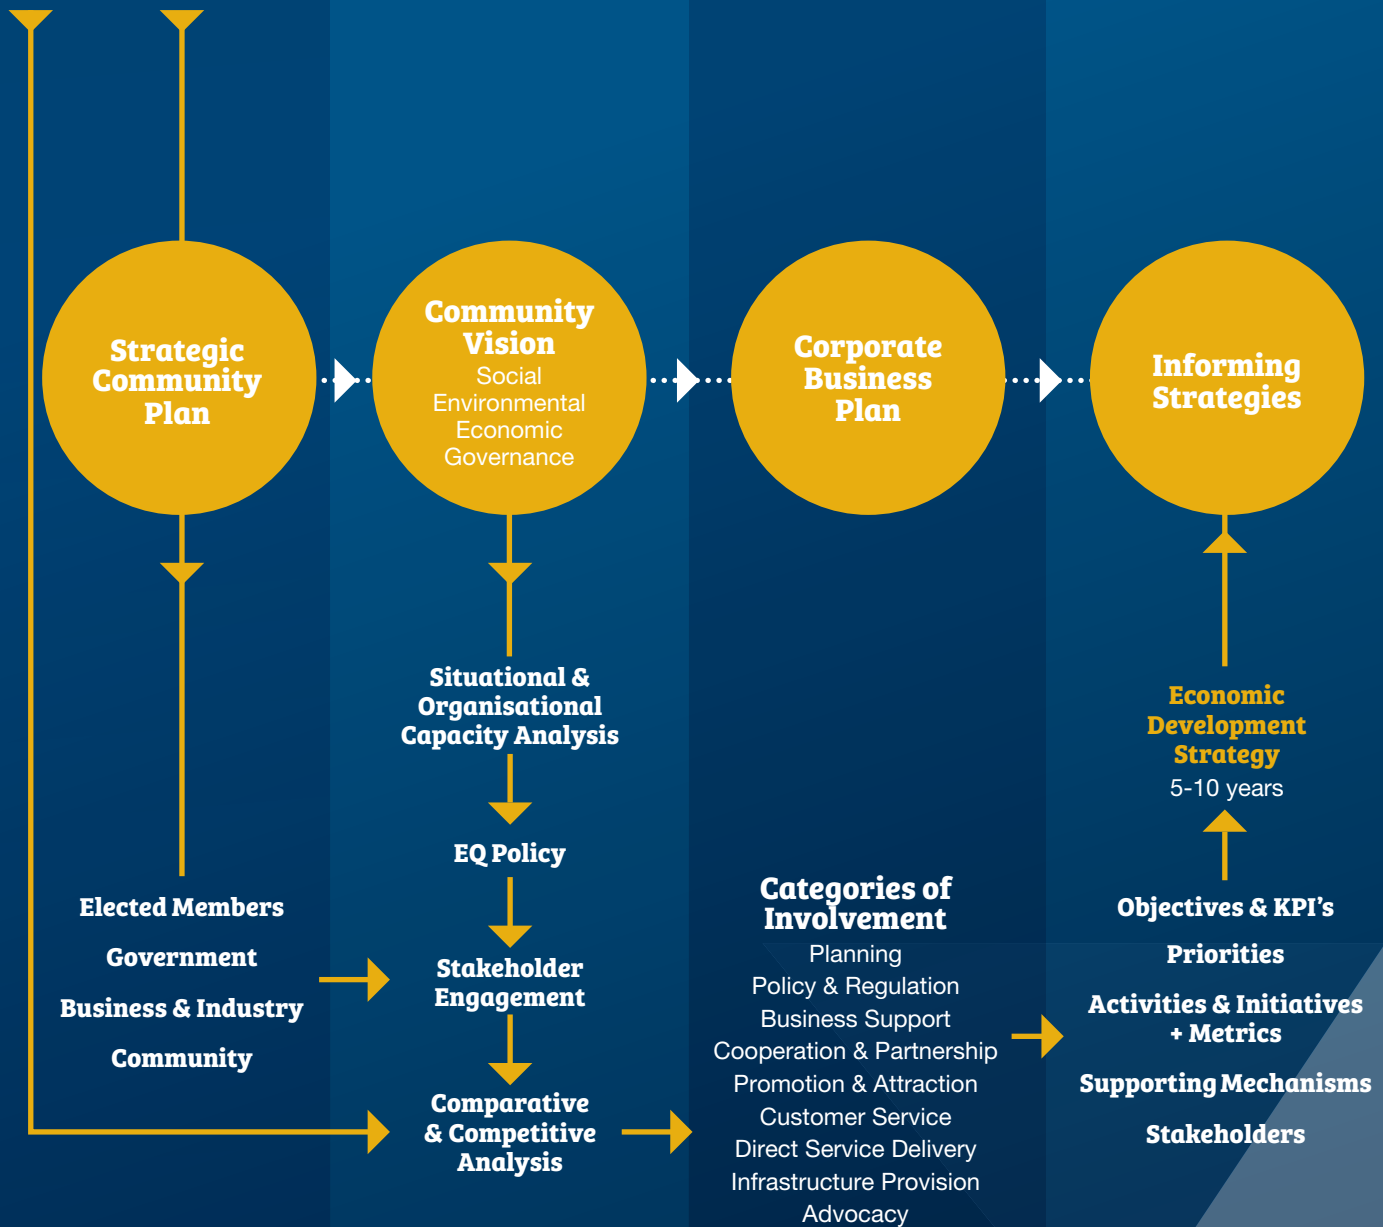 Strategic
Community
Plan
Community
Vision
Social
Environmental
Economic
Governance
Corporate
Business
Plan
Informing
Strategies
Elected Members
Government
Business & Industry
Community
Situational &
Organisational
Capacity Analysis
EQ Policy
Stakeholder
Engagement
Comparative
& Competitive
Analysis
Categories of
Involvement
Planning
Policy & Regulation
Business Support
Cooperation & Partnership
Promotion & Attraction
Customer Service
Direct Service Delivery
Infrastructure Provision
Advocacy
Economic
Development
Strategy
5-10 years
Objectives & KPI’s
Priorities
Activities & Initiatives
+ Metrics
Supporting Mechanisms
Stakeholders